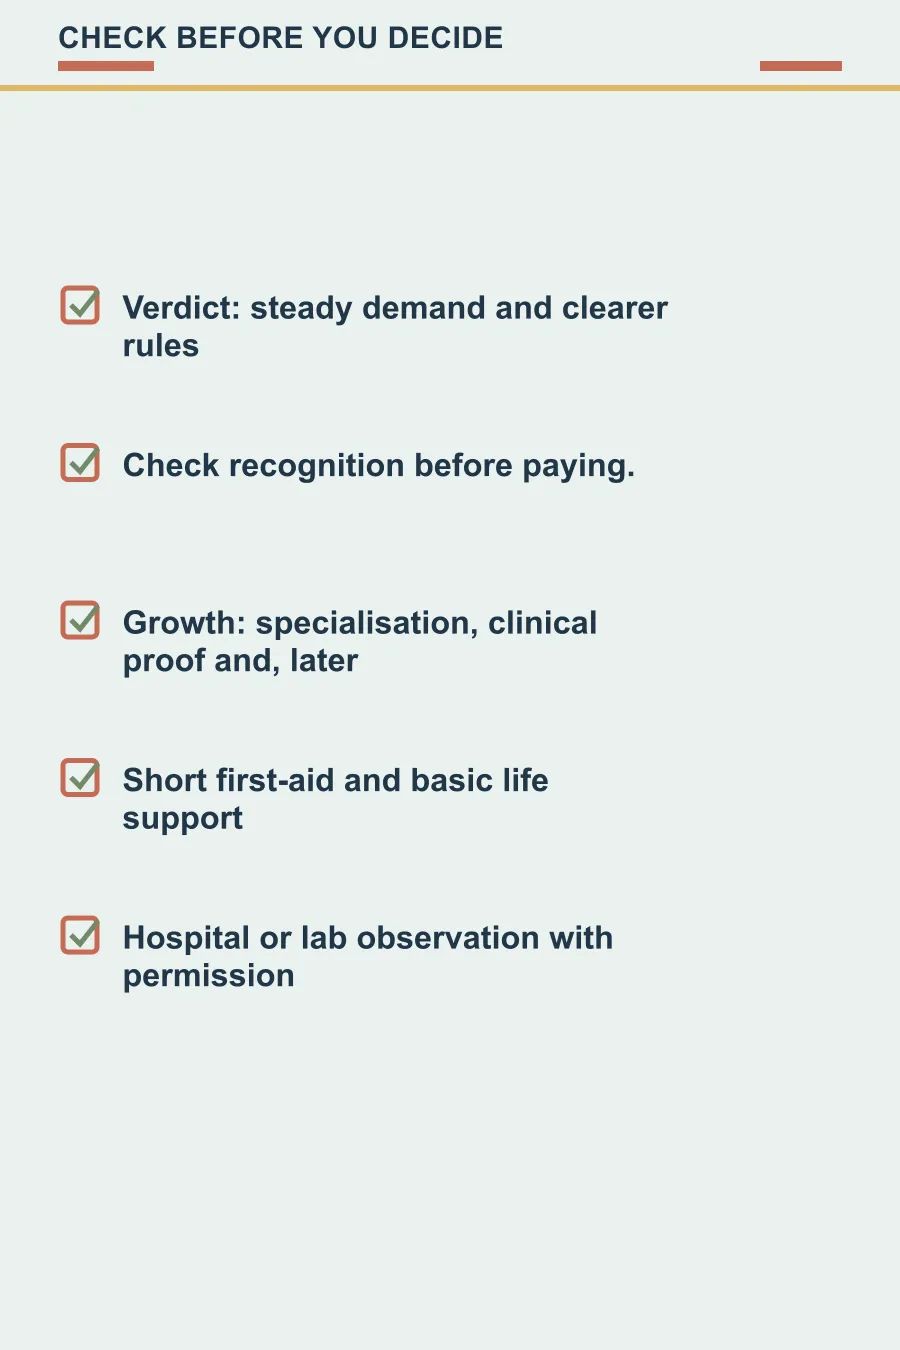 CHECK BEFORE YOU DECIDE
Verdict: steady demand and clearer
rules
Check recognition before paying.
Growth: specialisation, clinical
proof and, later
Short first-aid and basic life
support
Hospital or lab observation with
permission